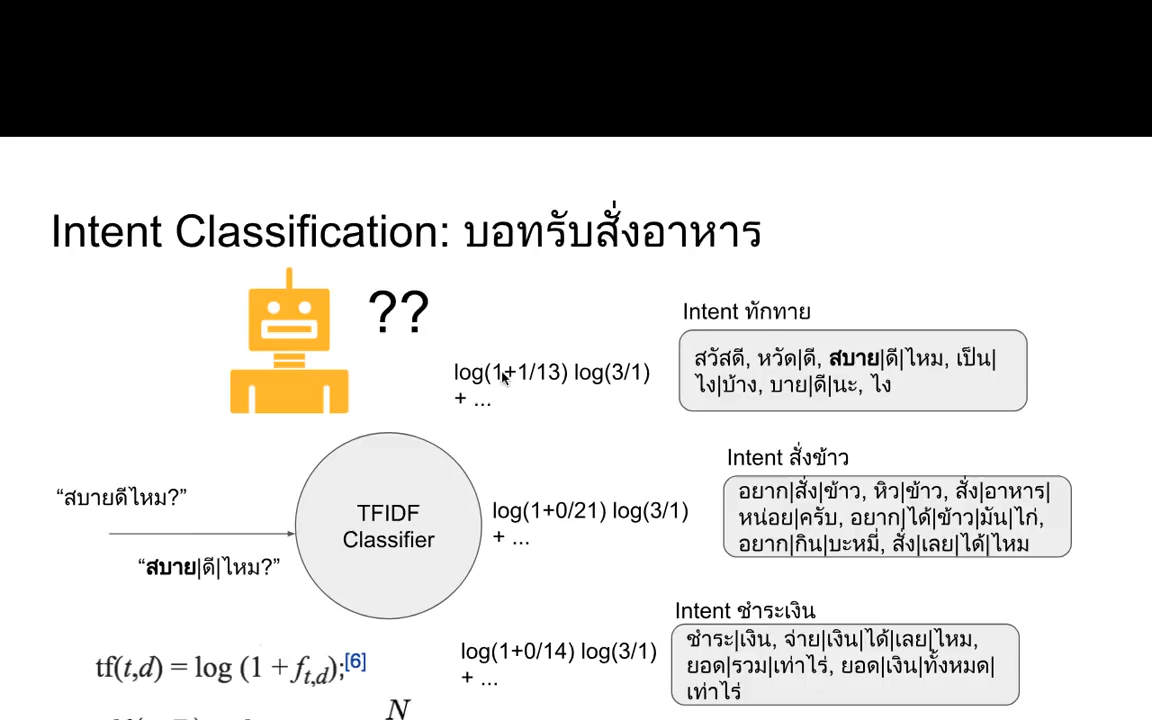 Intent Classification: บอทรับสั่งอาหาร
??
Intent ทักทาย
log(1+1/13) log(3/1)
+ ...
สวัสดี, หวัด|ดี, สบาย|ดี|ไหม, เป็น|
ไง|บ้าง, บาย|ดี|นะ, ไง
Intent สั่งข้าว
“สบายดีไหม?”
“สบาย|ดี|ไหม?”
TFIDF
Classifier
log(1+0/21) log(3/1)
+ ...
อยาก|สั่ง|ข้าว, หิว|ข้าว, สั่ง|อาหาร|
หน่อย|ครับ, อยาก|ได้|ข้าว|มัน|ไก่,
อยาก|กิน|บะหมี่, สั่ง|เลย|ได้|ไหม
Intent ชำระเงิน
log(1+0/14) log(3/1)
+ ...
ชำระ|เงิน, จ่าย|เงิน|ได้|เลย|ไหม,
ยอด|รวม|เท่าไร่, ยอด|เงิน|ทั้งหมด|
เท่าไร่
tf(t,d) = log (1 + f t,d);[6]
N